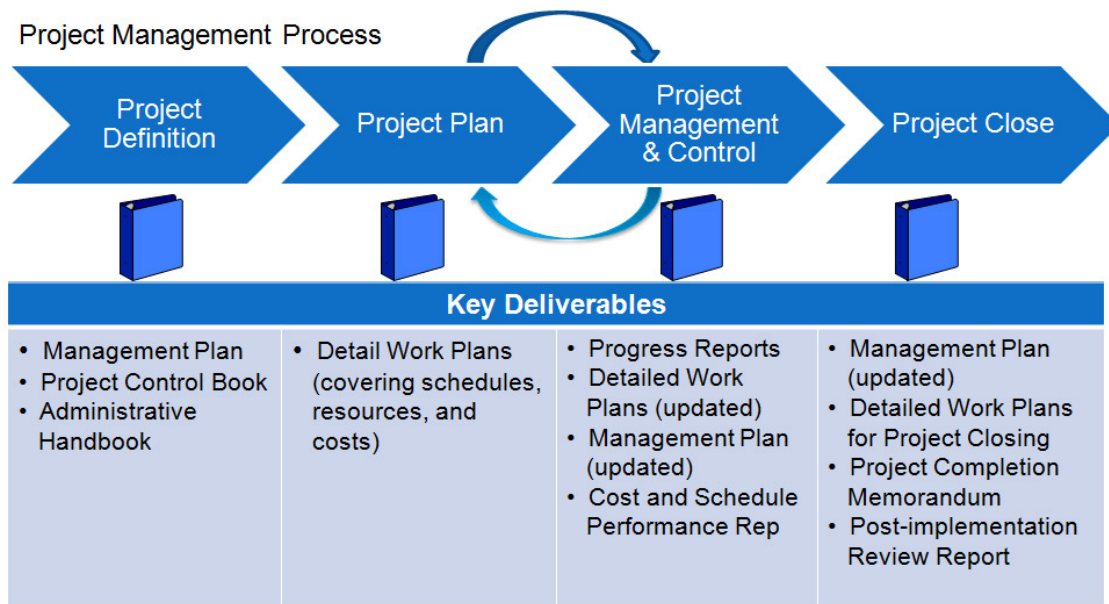 Project Management Process
Project
Definition
Project Plan
Project
Management
& Control
Project Close
Key Deliverables
• Management Plan
• Project Control Book
• Administrative
Handbook
• Detail Work Plans
(covering schedules,
resources, and
costs)
• Progress Reports
• Detailed Work
Plans (updated)
• Management Plan
(updated)
• Cost and Schedule
Performance Rep
• Management Plan
(updated)
• Detailed Work Plans
for Project Closing
• Project Completion
Memorandum
• Post-implementation
Review Report